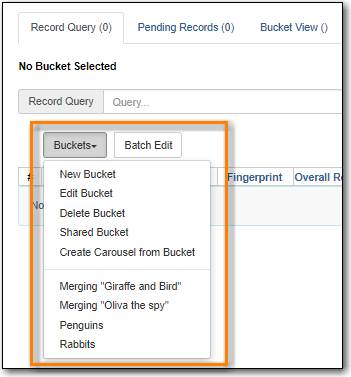 Record Query (0) Pending Records (0) Bucket View ()
No Bucket Selected
Record Query Query...
Buckets Batch Edit
# Fingerprint Overall Re
No
New Bucket
Edit Bucket
Delete Bucket
Shared Bucket
Create Carousel from Bucket
Merging "Giraffe and Bird"
Merging "Oliva the spy"
Penguins
Rabbits